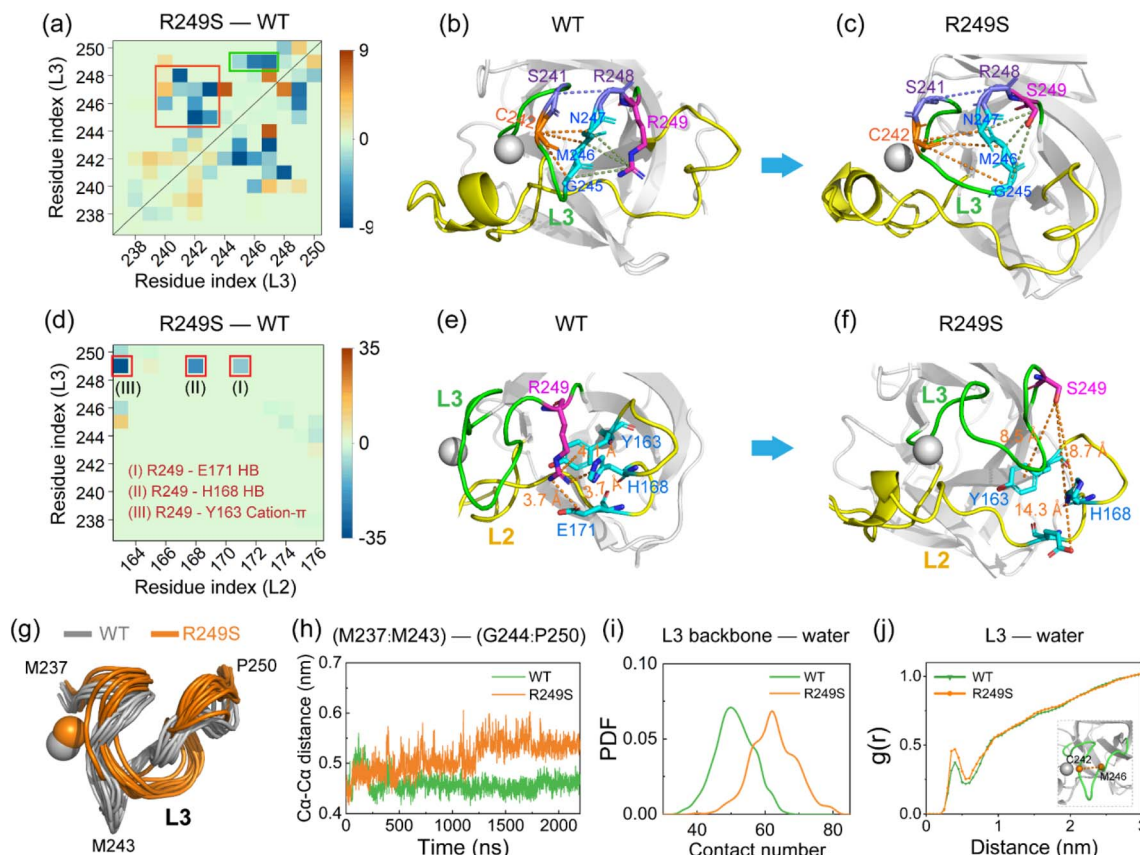 (a) R249S — WT
Residue index (L3)
250
248
246
244
242
240
238
238 240 242 244 246 248 250
Residue index (L3)
9
0
-9
(b) WT
S241
R248
C242
N247
R249
M246
G245
L3
(c) R249S
S241
R248
S249
C242
N247
M246
G245
L3
(d) R249S — WT
Residue index (L3)
250
248
246
244
242
240
238
(III) (II) (I)
(I) R249 - E171 HB
(II) R249 - H168 HB
(III) R249 - Y163 Cation-π
164 166 168 170 172 174 176
Residue index (L2)
35
0
-35
(e) WT
R249
L3
Y163
H168
3.7 Å
E171
L2
(f) R249S
L3
S249
8.7 Å
Y163
14.3 Å
H168
L2
(g) WT R249S
M237
P250
L3
M243
(h) (M237:M243) — (G244:P250)
Cα-Cα distance (nm)
0.7
0.6
0.5
0.4
WT
R249S
0 500 1000 1500 2000
Time (ns)
(i) L3 backbone — water
PDF
0.10
0.05
0.00
WT
R249S
40 60 80
Contact number
(j) L3 — water
g(r)
1.0
0.5
0.0
WT
R249S
C242
M246
0 1 2 3
Distance (nm)